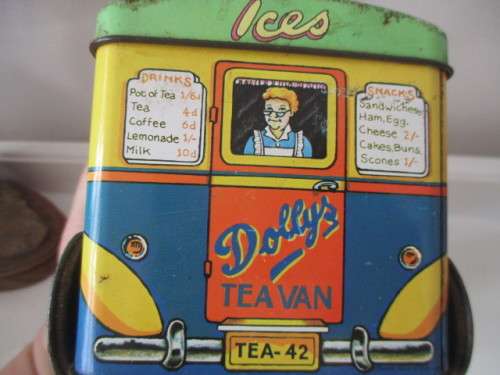 Ices
DRINKS
Pot of Tea 1/6d
Tea 4d
Coffee 6d
Lemonade 1/-
Milk 10d
SNACKS
Sandwiches
Ham, Egg.
Cheese 2/-
Cakes, Buns,
Scones 1/-
Dollys
TEA VAN
TEA-42